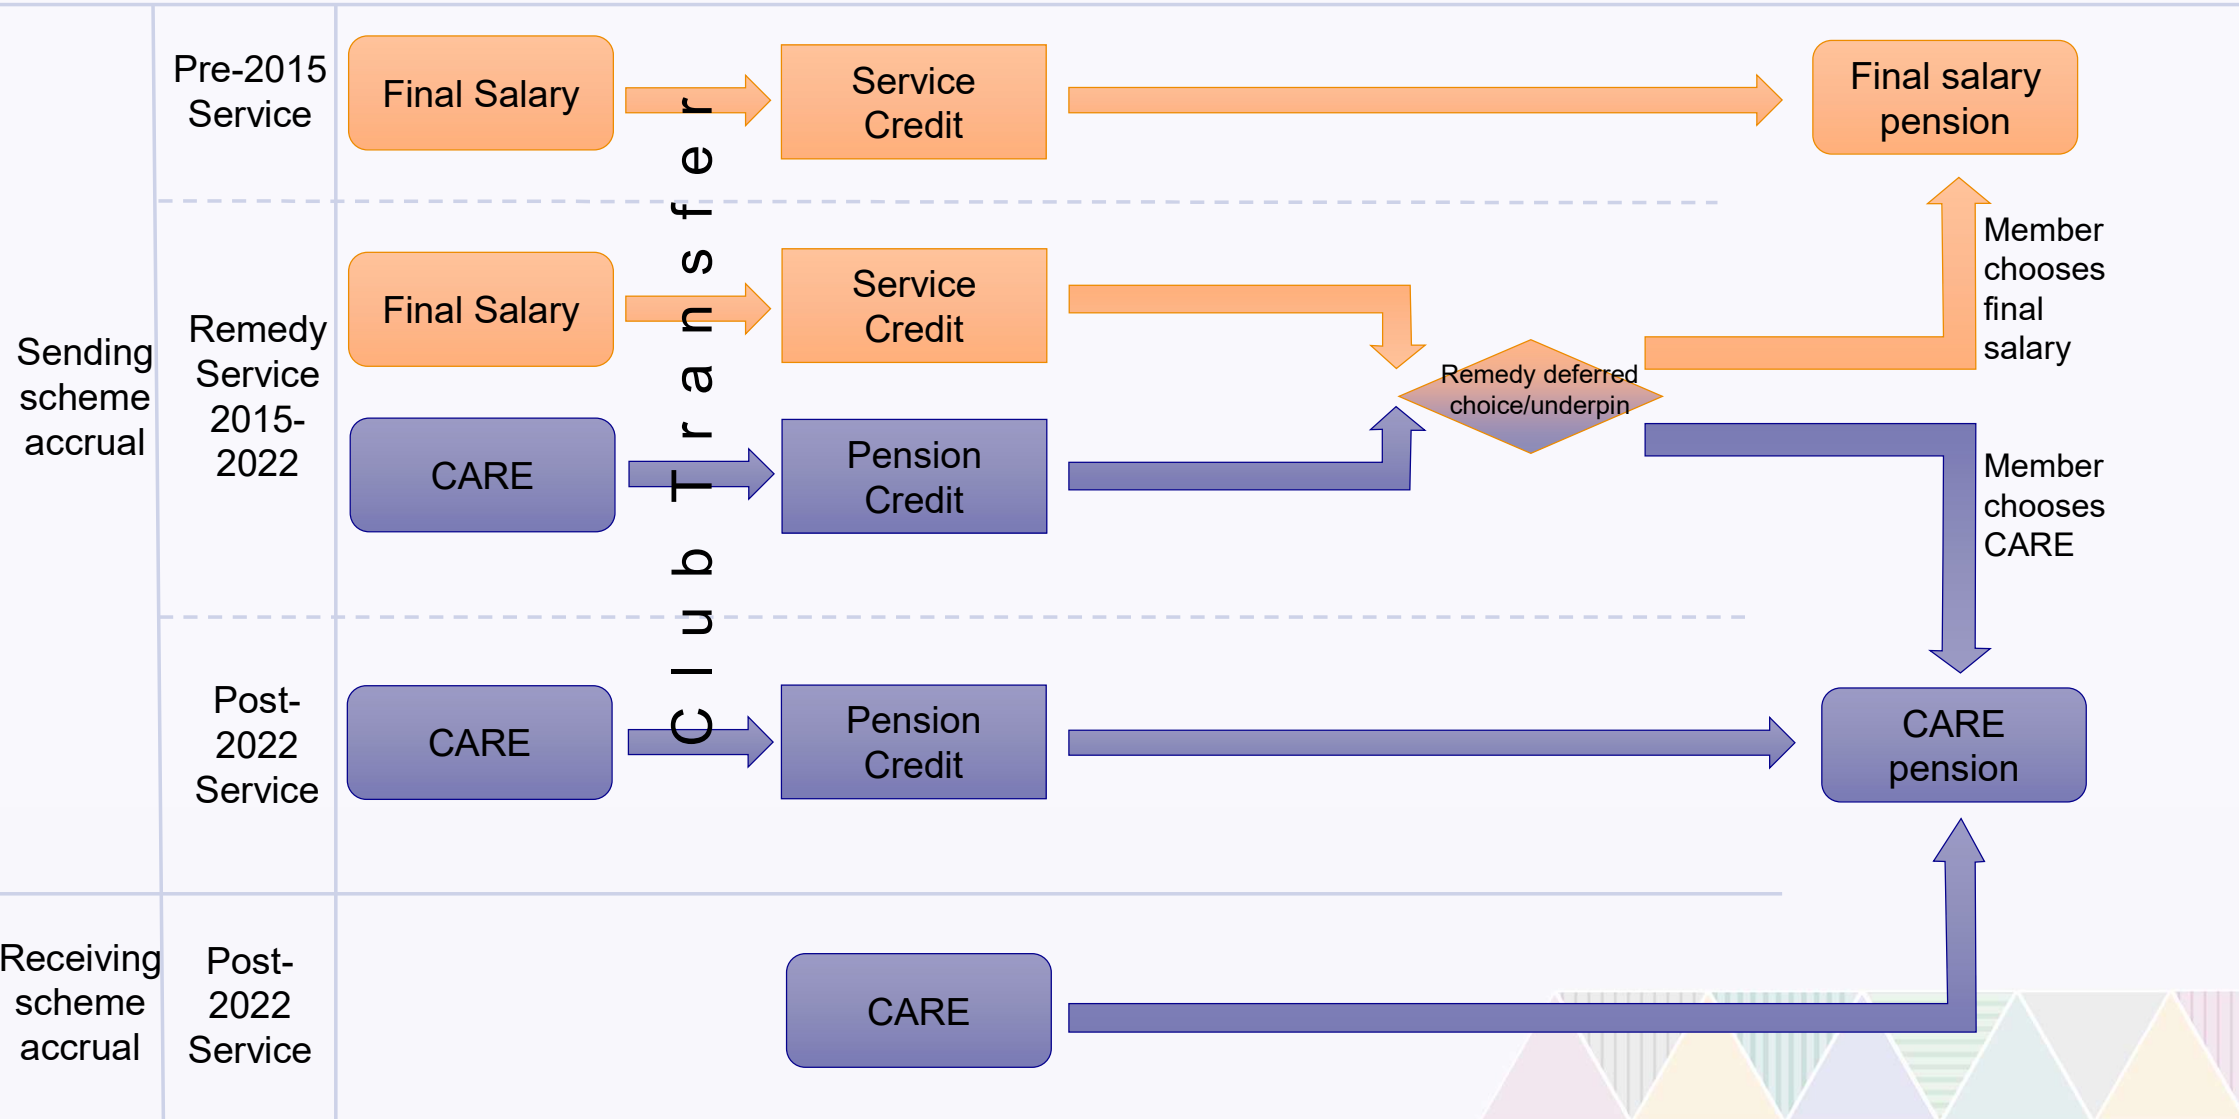 Pre-2015
Service
Final Salary
Service
Credit
Final salary
pension
Club Transfer
Sending
scheme
accrual
Remedy
Service
2015-
2022
Final Salary
Service
Credit
Member
chooses
final
salary
Remedy deferred
choice/underpin
CARE
Pension
Credit
Member
chooses
CARE
Post-
2022
Service
CARE
Pension
Credit
CARE
pension
Receiving
scheme
accrual
Post-
2022
Service
CARE